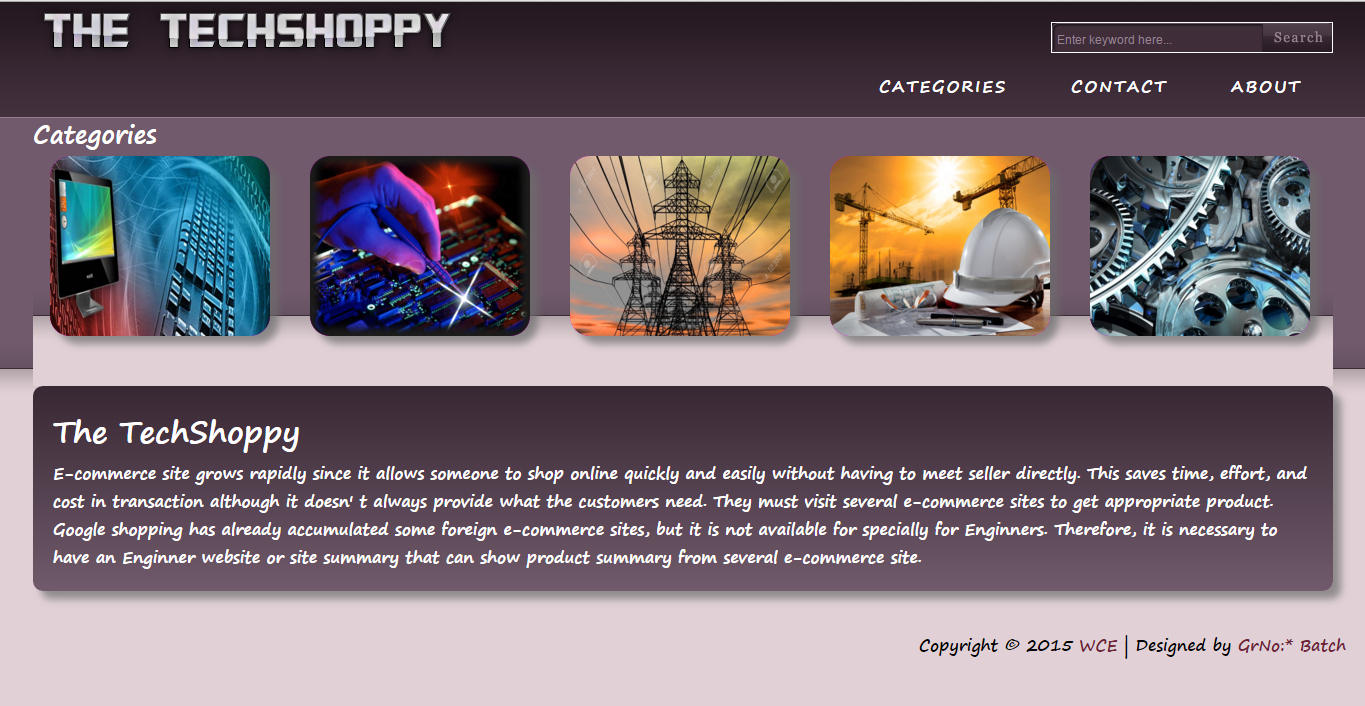 THE TECHSHOPPY
Enter keyword here...
Search
CATEGORIES CONTACT ABOUT
Categories
The TechShoppy
E-commerce site grows rapidly since it allows someone to shop online quickly and easily without having to meet seller directly. This saves time, effort, and
cost in transaction although it doesn' t always provide what the customers need. They must visit several e-commerce sites to get appropriate product.
Google shopping has already accumulated some foreign e-commerce sites, but it is not available for specially for Enginners. Therefore, it is necessary to
have an Enginner website or site summary that can show product summary from several e-commerce site.
Copyright © 2015 WCE | Designed by GrNo:* Batch